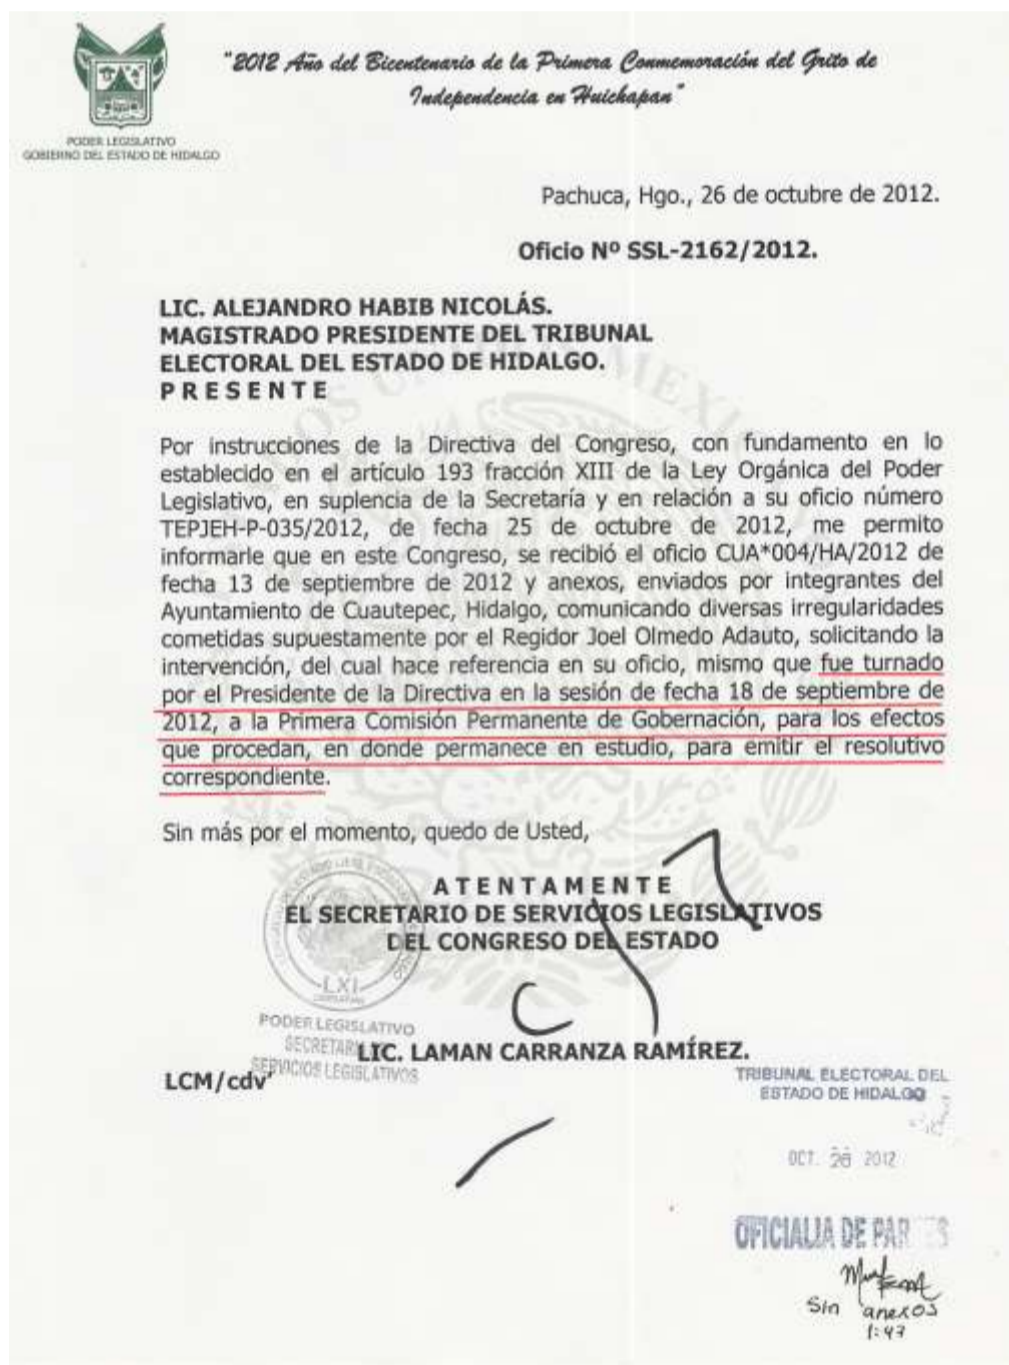 "2012 Año del Bicentenario de la Primera Conmemoración del Grito de
Independencia en Huichapan"
PODER LEGISLATIVO
GOBIERNO DEL ESTADO DE HIDALGO
Pachuca, Hgo., 26 de octubre de 2012.
Oficio Nº SSL-2162/2012.
LIC. ALEJANDRO HABIB NICOLÁS.
MAGISTRADO PRESIDENTE DEL TRIBUNAL
ELECTORAL DEL ESTADO DE HIDALGO.
P R E S E N T E
Por instrucciones de la Directiva del Congreso, con fundamento en lo
establecido en el artículo 193 fracción XIII de la Ley Orgánica del Poder
Legislativo, en suplencia de la Secretaría y en relación a su oficio número
TEPJEH-P-035/2012, de fecha 25 de octubre de 2012, me permito
informarle que en este Congreso, se recibió el oficio CUA*004/HA/2012 de
fecha 13 de septiembre de 2012 y anexos, enviados por integrantes del
Ayuntamiento de Cuautepec, Hidalgo, comunicando diversas irregularidades
cometidas supuestamente por el Regidor Joel Olmedo Adauto, solicitando la
intervención, del cual hace referencia en su oficio, mismo que fue turnado
por el Presidente de la Directiva en la sesión de fecha 18 de septiembre de
2012, a la Primera Comisión Permanente de Gobernación, para los efectos
que procedan, en donde permanece en estudio, para emitir el resolutivo
correspondiente.
Sin más por el momento, quedo de Usted,
A T E N T A M E N T E
EL SECRETARIO DE SERVICIOS LEGISLATIVOS
DEL CONGRESO DEL ESTADO
LXI
PODER LEGISLATIVO
SERVICIOS LEGISLATIVOS
LIC. LAMAN CARRANZA RAMÍREZ.
LCM/cdv'
TRIBUNAL ELECTORAL DEL
ESTADO DE HIDALGO
OCT. 26 2012
OFICIALIA DE
Sin anexos
1:47